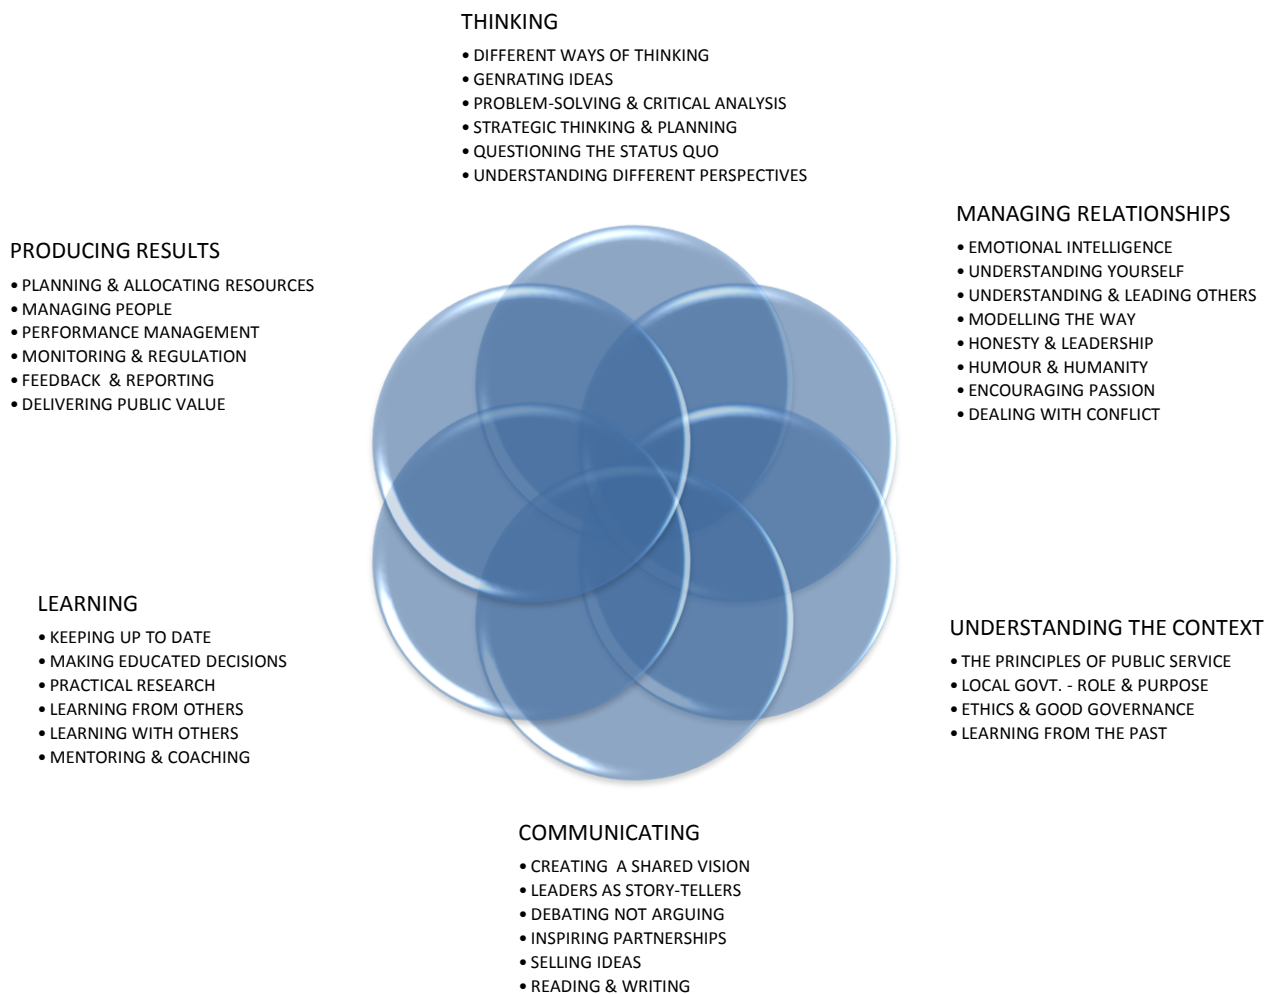 THINKING
• DIFFERENT WAYS OF THINKING
• GENRATING IDEAS
• PROBLEM-SOLVING & CRITICAL ANALYSIS
• STRATEGIC THINKING & PLANNING
• QUESTIONING THE STATUS QUO
• UNDERSTANDING DIFFERENT PERSPECTIVES
MANAGING RELATIONSHIPS
• EMOTIONAL INTELLIGENCE
• UNDERSTANDING YOURSELF
• UNDERSTANDING & LEADING OTHERS
• MODELLING THE WAY
• HONESTY & LEADERSHIP
• HUMOUR & HUMANITY
• ENCOURAGING PASSION
• DEALING WITH CONFLICT
UNDERSTANDING THE CONTEXT
• THE PRINCIPLES OF PUBLIC SERVICE
• LOCAL GOVT. - ROLE & PURPOSE
• ETHICS & GOOD GOVERNANCE
• LEARNING FROM THE PAST
COMMUNICATING
• CREATING A SHARED VISION
• LEADERS AS STORY-TELLERS
• DEBATING NOT ARGUING
• INSPIRING PARTNERSHIPS
• SELLING IDEAS
• READING & WRITING
LEARNING
• KEEPING UP TO DATE
• MAKING EDUCATED DECISIONS
• PRACTICAL RESEARCH
• LEARNING FROM OTHERS
• LEARNING WITH OTHERS
• MENTORING & COACHING
PRODUCING RESULTS
• PLANNING & ALLOCATING RESOURCES
• MANAGING PEOPLE
• PERFORMANCE MANAGEMENT
• MONITORING & REGULATION
• FEEDBACK & REPORTING
• DELIVERING PUBLIC VALUE